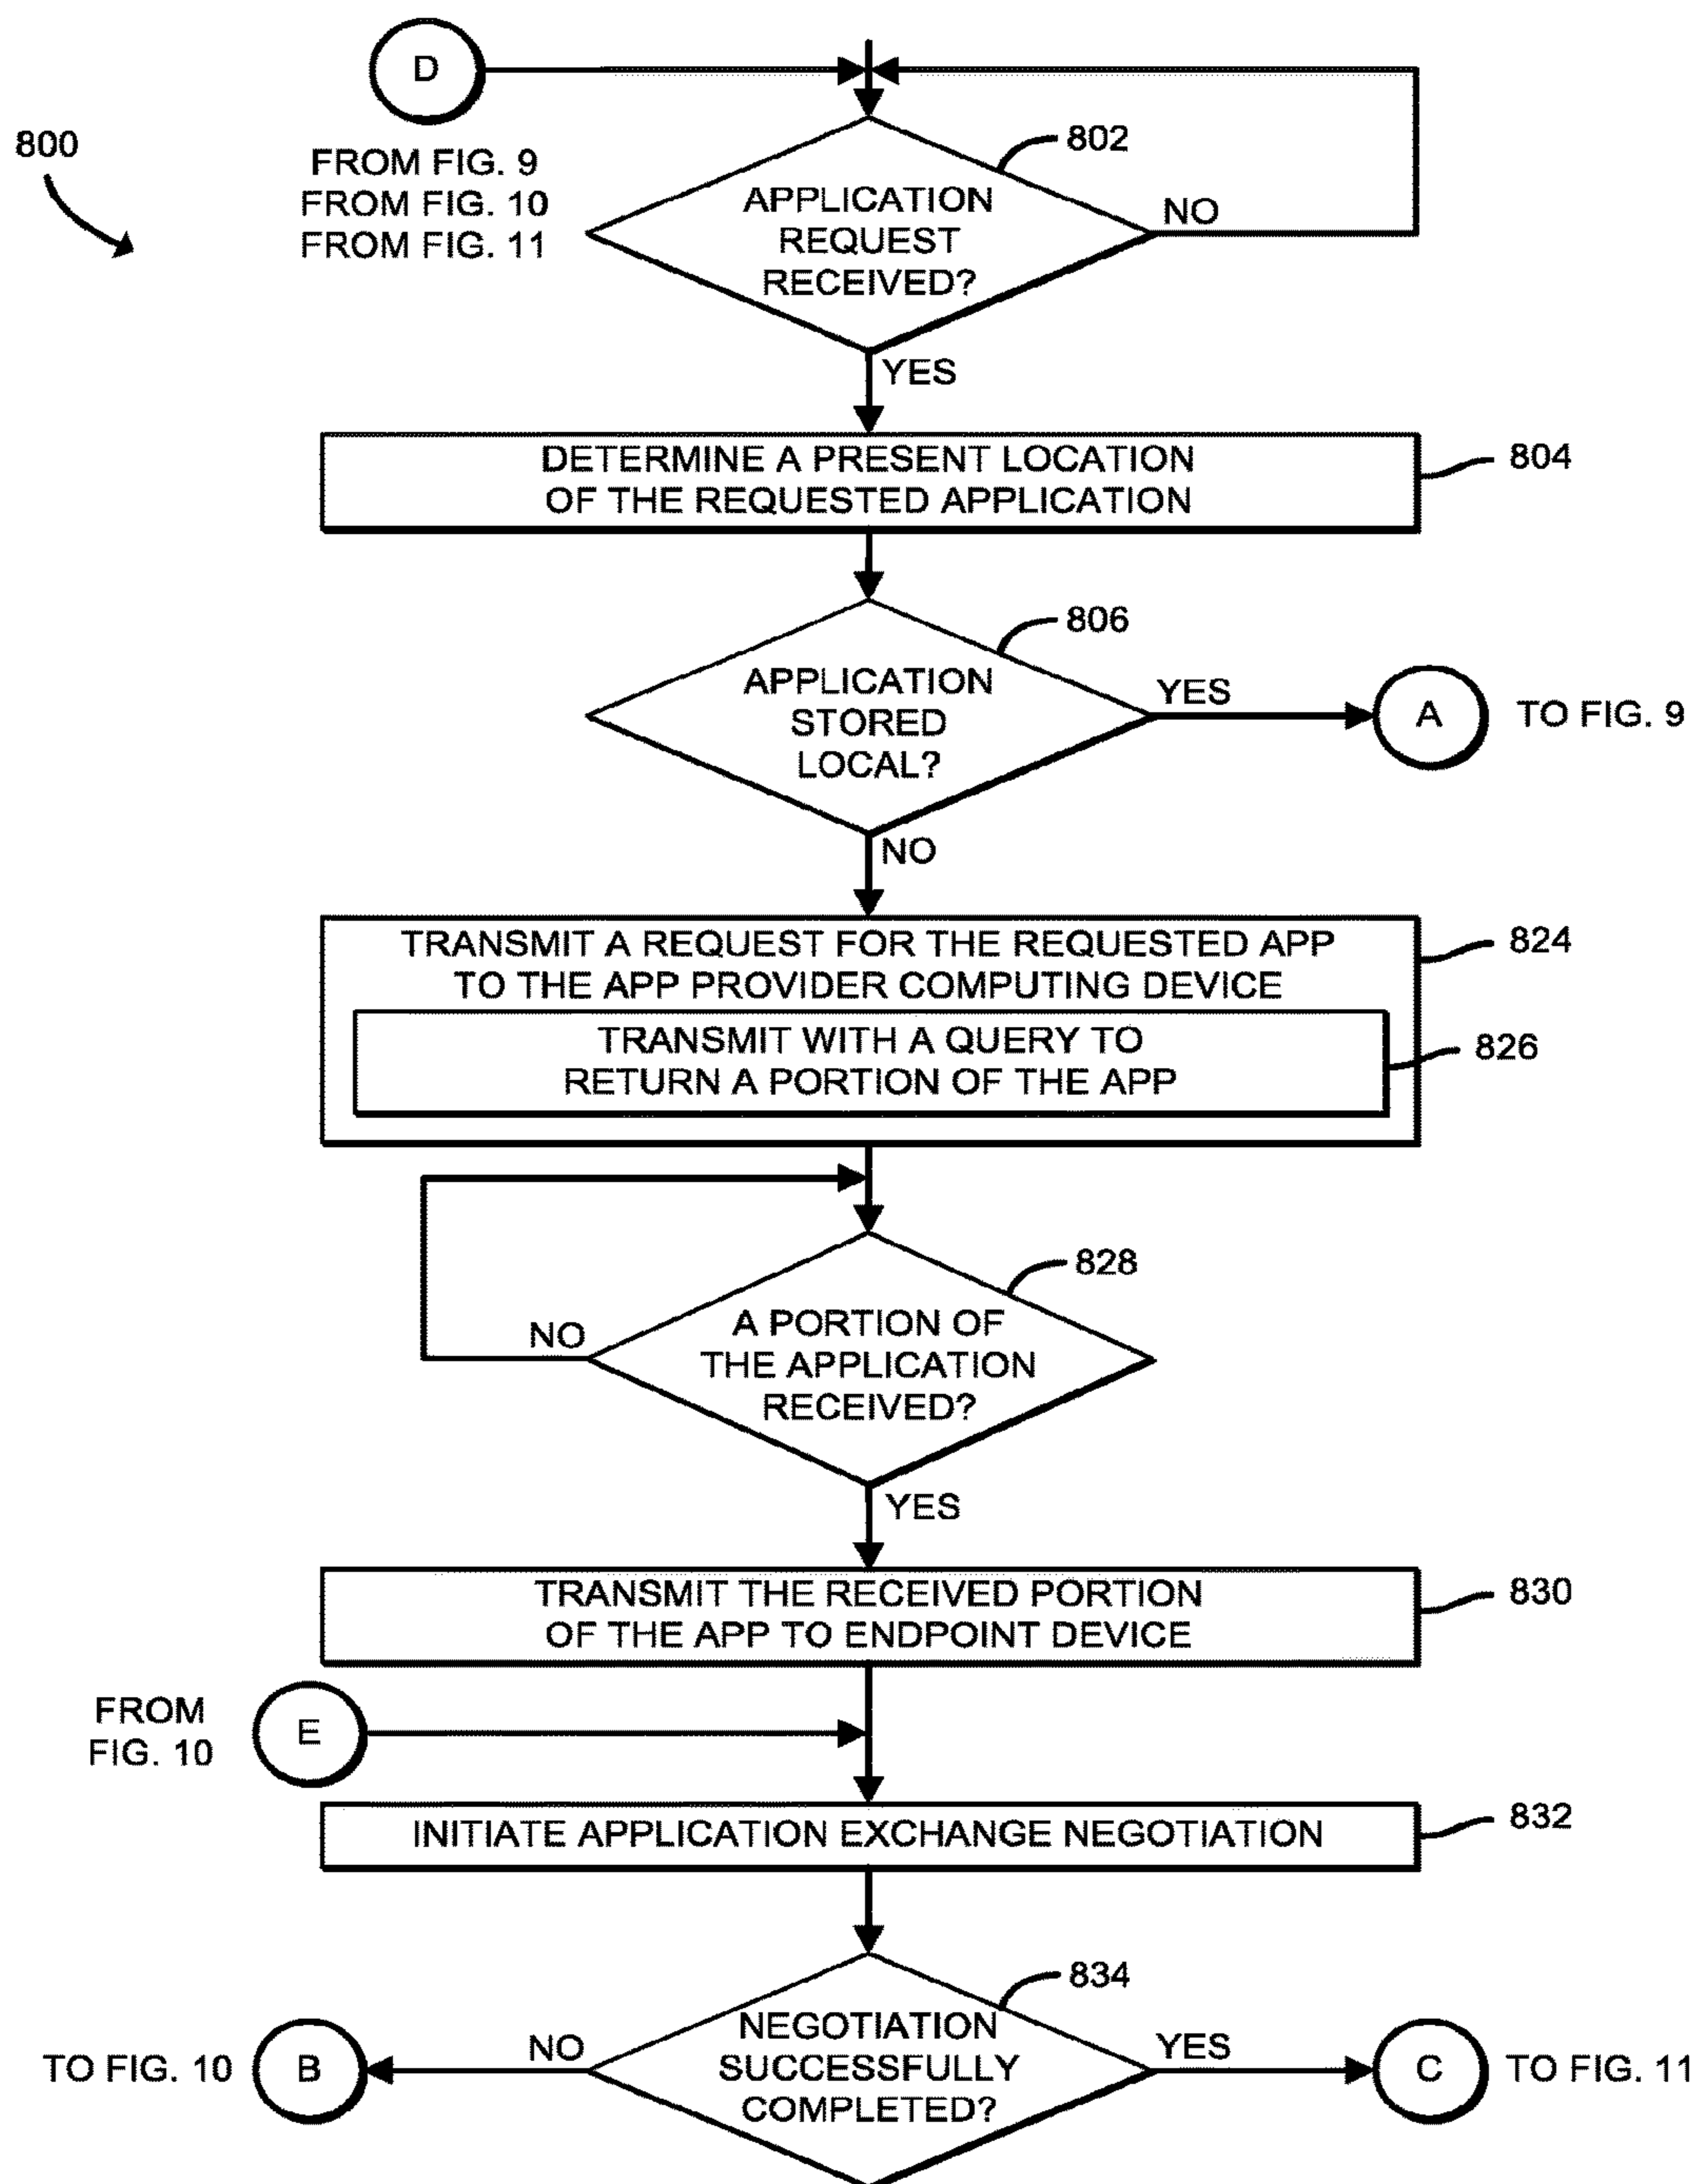 D
800
FROM FIG. 9
FROM FIG. 10
FROM FIG. 11
802
APPLICATION
REQUEST
RECEIVED?
NO
YES
DETERMINE A PRESENT LOCATION
OF THE REQUESTED APPLICATION
804
806
APPLICATION
STORED
LOCAL?
YES
A
TO FIG. 9
NO
TRANSMIT A REQUEST FOR THE REQUESTED APP
TO THE APP PROVIDER COMPUTING DEVICE
824
TRANSMIT WITH A QUERY TO
RETURN A PORTION OF THE APP
826
828
A PORTION OF
THE APPLICATION
RECEIVED?
NO
YES
TRANSMIT THE RECEIVED PORTION
OF THE APP TO ENDPOINT DEVICE
830
FROM
FIG. 10
E
INITIATE APPLICATION EXCHANGE NEGOTIATION
832
834
NEGOTIATION
SUCCESSFULLY
COMPLETED?
NO
B
TO FIG. 10
YES
C
TO FIG. 11